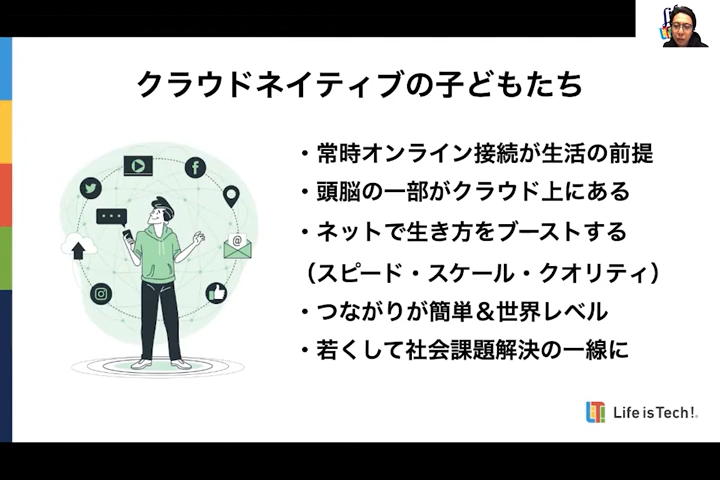 クラウドネイティブの子どもたち
・常時オンライン接続が生活の前提
・頭脳の一部がクラウド上にある
・ネットで生き方をブーストする
（スピード・スケール・クオリティ）
・つながりが簡単＆世界レベル
・若くして社会課題解決の一線に
Life is Tech!